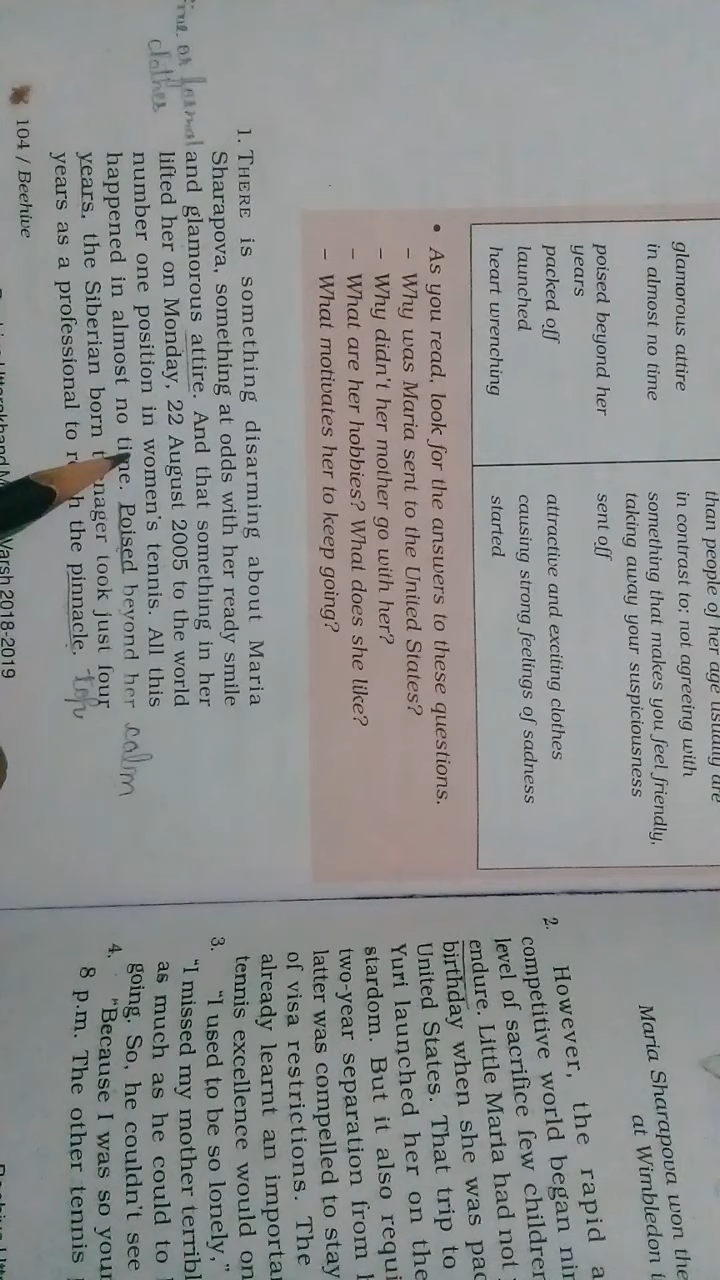 than people of her age usually are
in contrast to; not agreeing with
something that makes you feel friendly,
taking away your suspiciousness
glamorous attire
in almost no time
poised beyond her
years
sent off
packed off
attractive and exciting clothes
launched
causing strong feelings of sadness
heart wrenching
started
• As you read, look for the answers to these questions.
– Why was Maria sent to the United States?
– Why didn't her mother go with her?
– What are her hobbies? What does she like?
– What motivates her to keep going?
1. THERE is something disarming about Maria
Sharapova, something at odds with her ready smile
or formal and glamorous attire. And that something in her
clothes lifted her on Monday, 22 August 2005 to the world
number one position in women's tennis. All this
happened in almost no time. Poised beyond her calm
years, the Siberian born took just four
years as a professional to the pinnacle. top
104 / Beehive
Varsh 2018-2019
Maria Sharapova won the
at Wimbledon
2. However, the rapid
competitive world began
level of sacrifice few children
endure. Little Maria had not
birthday when she was
United States. That trip to
Yuri launched her on the
stardom. But it also
two-year separation from
latter was compelled to stay
of visa restrictions. The
already learnt an
tennis excellence would
3. "I used to be so lonely,"
"I missed my mother
as much as he could to
going. So, he couldn't see
4. "Because I was so
8 p.m. The other tennis